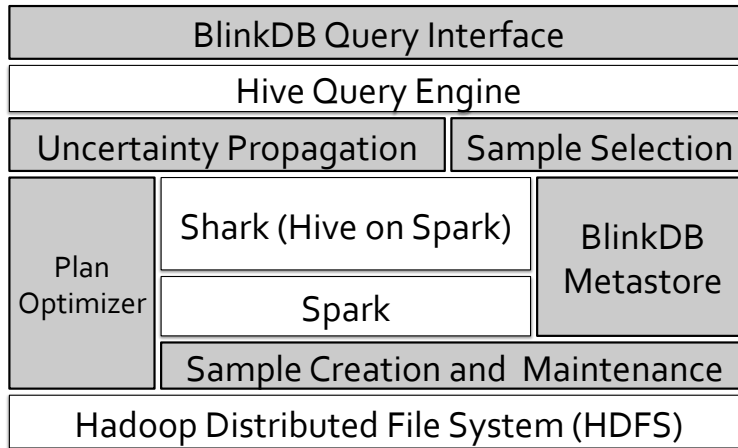 BlinkDB Query Interface
Hive Query Engine
Uncertainty Propagation
Sample Selection
Plan
Optimizer
Shark (Hive on Spark)
Spark
BlinkDB
Metastore
Sample Creation and Maintenance
Hadoop Distributed File System (HDFS)